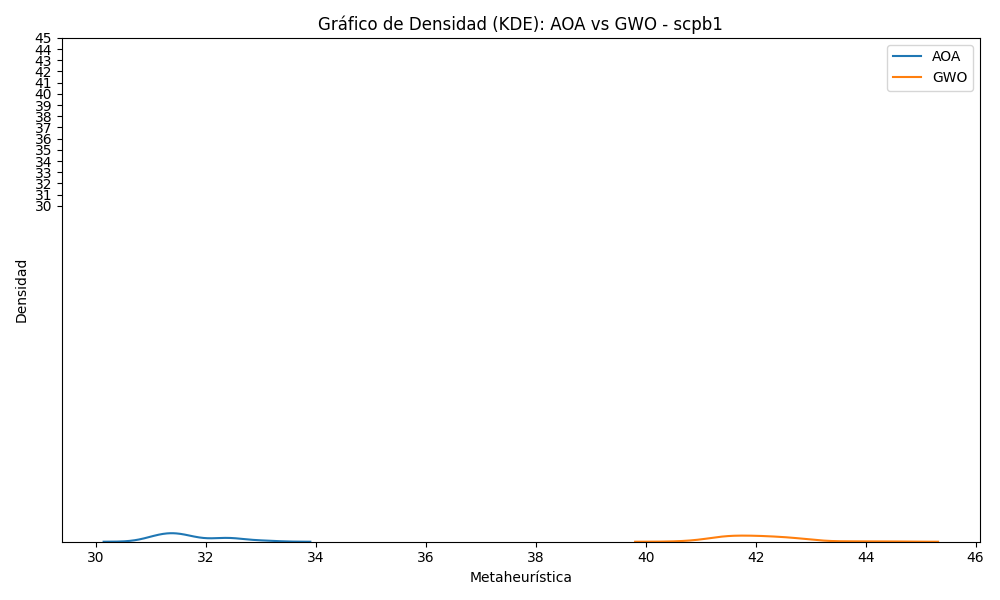 Gráfico de Densidad (KDE): AOA vs GWO - scpb1
45
44
43
42
41
40
39
38
37
36
35
34
33
32
31
30
Densidad
AOA
GWO
30 32 34 36 38 40 42 44 46
Metaheurística